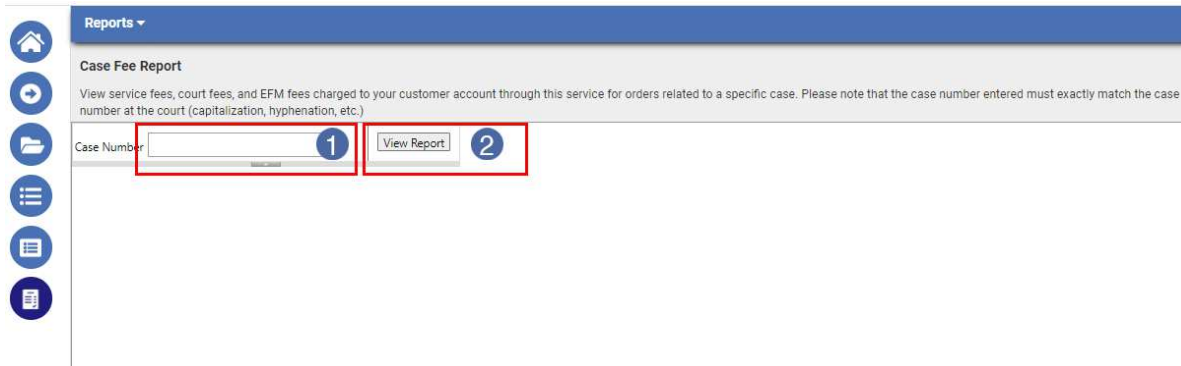 Reports
Case Fee Report
View service fees, court fees, and EFM fees charged to your customer account through this service for orders related to a specific case. Please note that the case number entered must exactly match the case
number at the court (capitalization, hyphenation, etc.)
Case Number 1 View Report 2